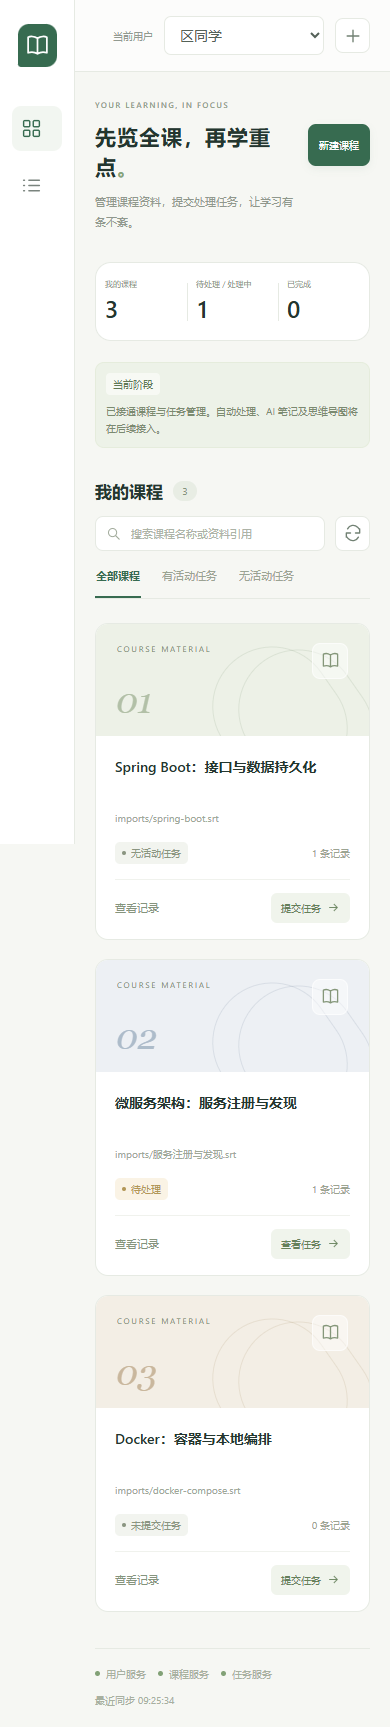 当前用户
区同学
YOUR LEARNING, IN FOCUS
先览全课，再学重
点。
新建课程
管理课程资料，提交处理任务，让学习有
条不紊。
我的课程
待处理 / 处理中
已完成
3
1
0
当前阶段
已接通课程与任务管理。自动处理、AI 笔记及思维导图将
在后续接入。
我的课程
3
搜索课程名称或资料引用
全部课程
有活动任务
无活动任务
COURSE MATERIAL
01
Spring Boot：接口与数据持久化
imports/spring-boot.srt
无活动任务
1 条记录
查看记录
提交任务 →
COURSE MATERIAL
02
微服务架构：服务注册与发现
imports/服务注册与发现.srt
待处理
1 条记录
查看记录
查看任务 →
COURSE MATERIAL
03
Docker：容器与本地编排
imports/docker-compose.srt
未提交任务
0 条记录
查看记录
提交任务 →
用户服务
课程服务
任务服务
最近同步 09:25:34